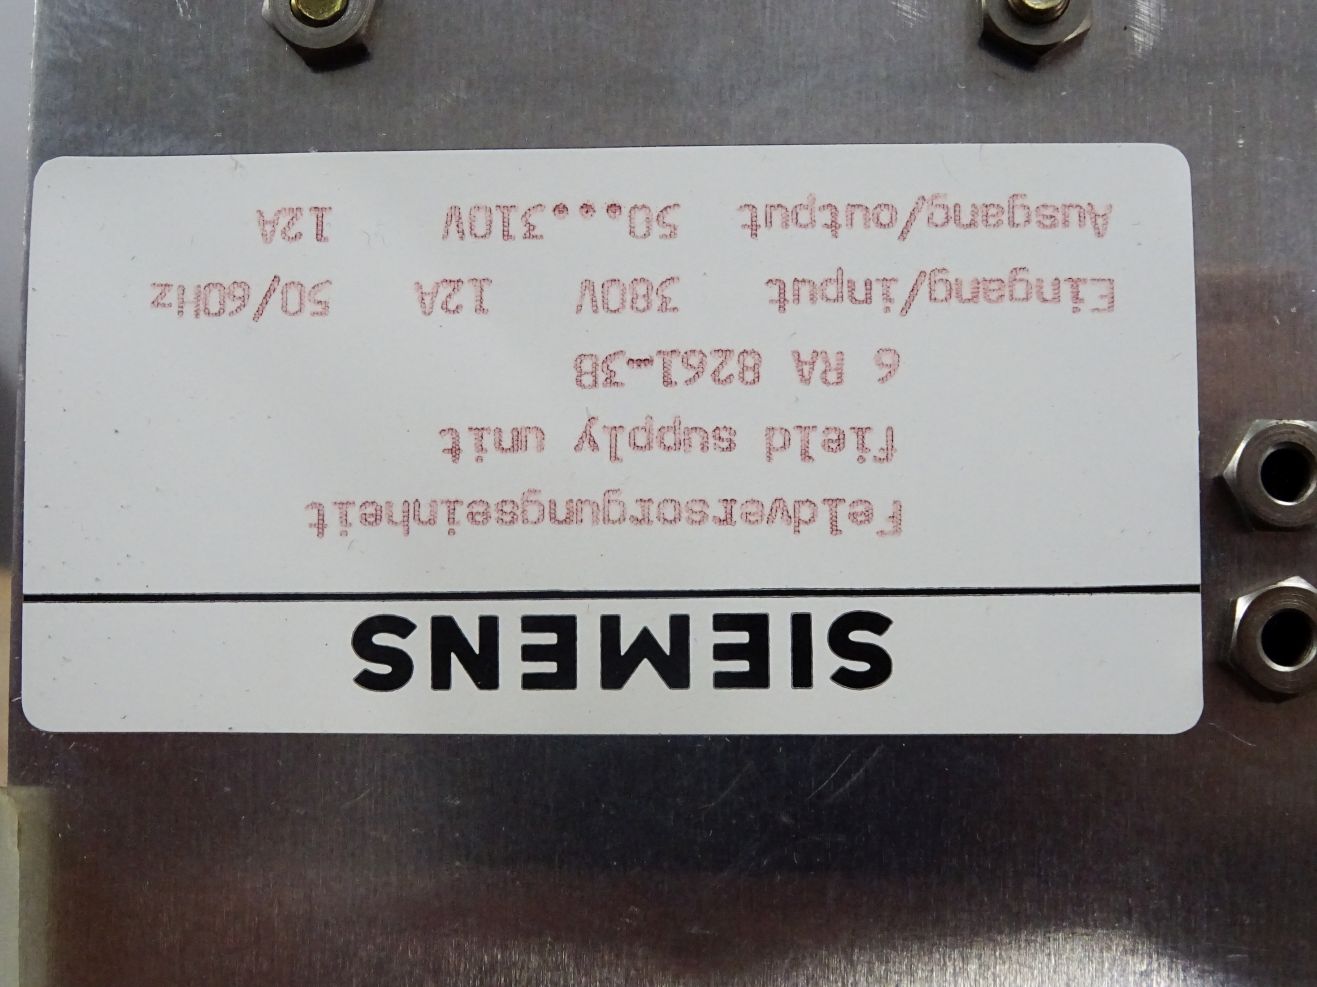 SIEMENS
Feldversorgungseinheit
field supply unit
6 RA 8261-3B
Eingang/input 380V 12A 50/60Hz
Ausgang/output 50...310V 12A